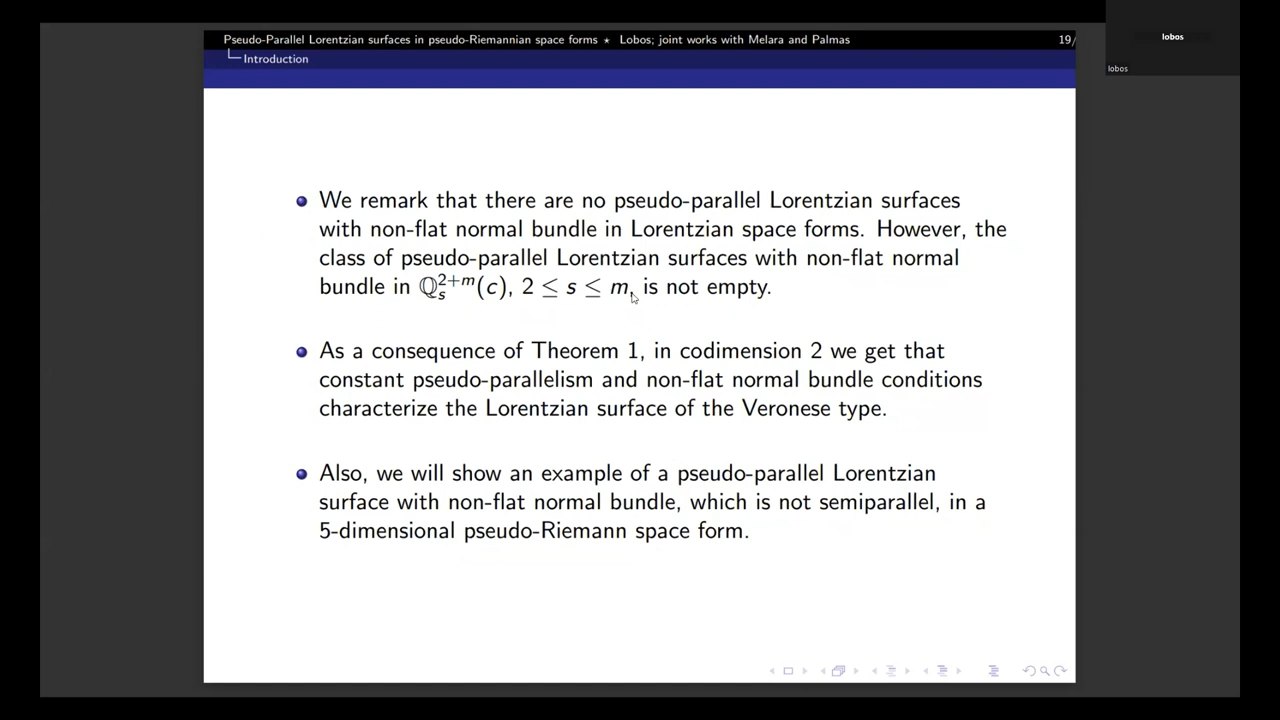 Pseudo-Parallel Lorentzian surfaces in pseudo-Riemannian space forms ⋆ Lobos; joint works with Melara and Palmas 19/
Introduction
lobos
lobos
We remark that there are no pseudo-parallel Lorentzian surfaces
with non-flat normal bundle in Lorentzian space forms. However, the
class of pseudo-parallel Lorentzian surfaces with non-flat normal
bundle in ℚ_s^{2+m}(c), 2 ≤ s ≤ m, is not empty.
As a consequence of Theorem 1, in codimension 2 we get that
constant pseudo-parallelism and non-flat normal bundle conditions
characterize the Lorentzian surface of the Veronese type.
Also, we will show an example of a pseudo-parallel Lorentzian
surface with non-flat normal bundle, which is not semiparallel, in a
5-dimensional pseudo-Riemann space form.